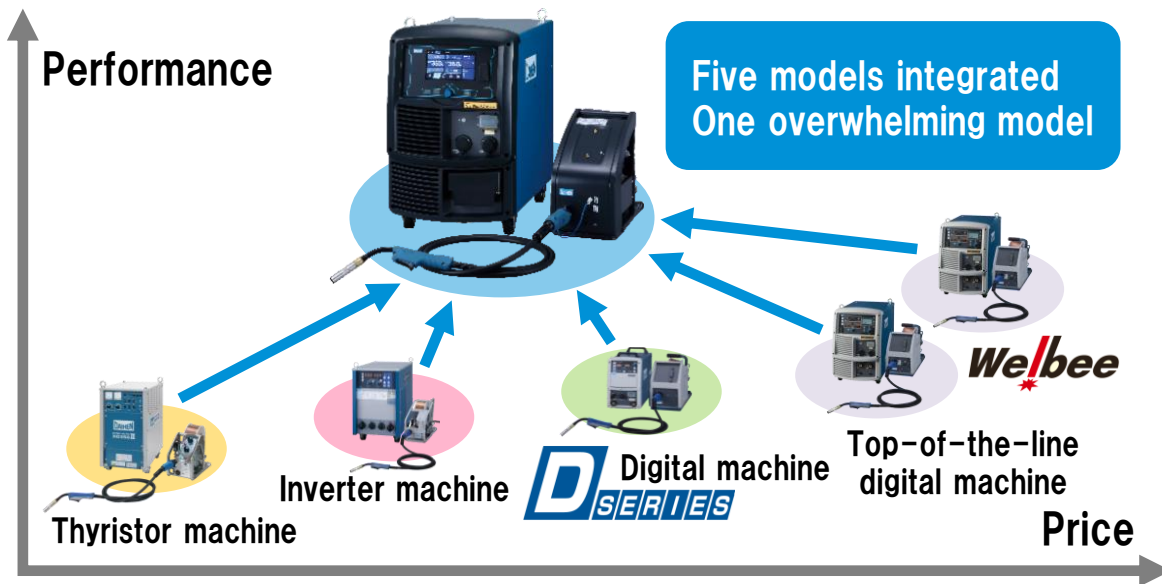 Performance
Five models integrated
One overwhelming model
Welbee
Top-of-the-line
digital machine
Digital machine
D SERIES
Inverter machine
DAIHEN
Thyristor machine
Price